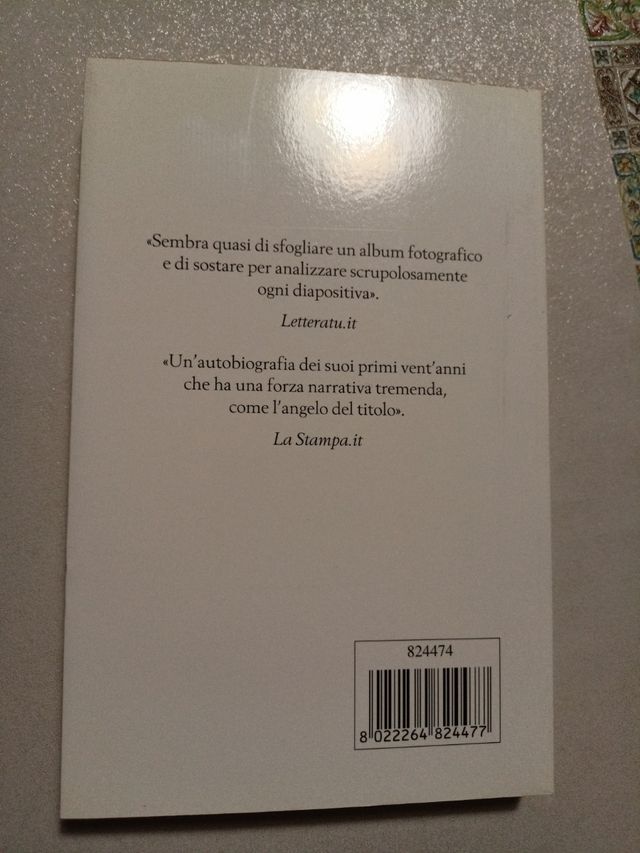 «Sembra quasi di sfogliare un album fotografico
e di sostare per analizzare scrupolosamente
ogni diapositiva».
Letteratu.it
«Un'autobiografia dei suoi primi vent'anni
che ha una forza narrativa tremenda,
come l'angelo del titolo».
La Stampa.it
824474
8 022264 824477